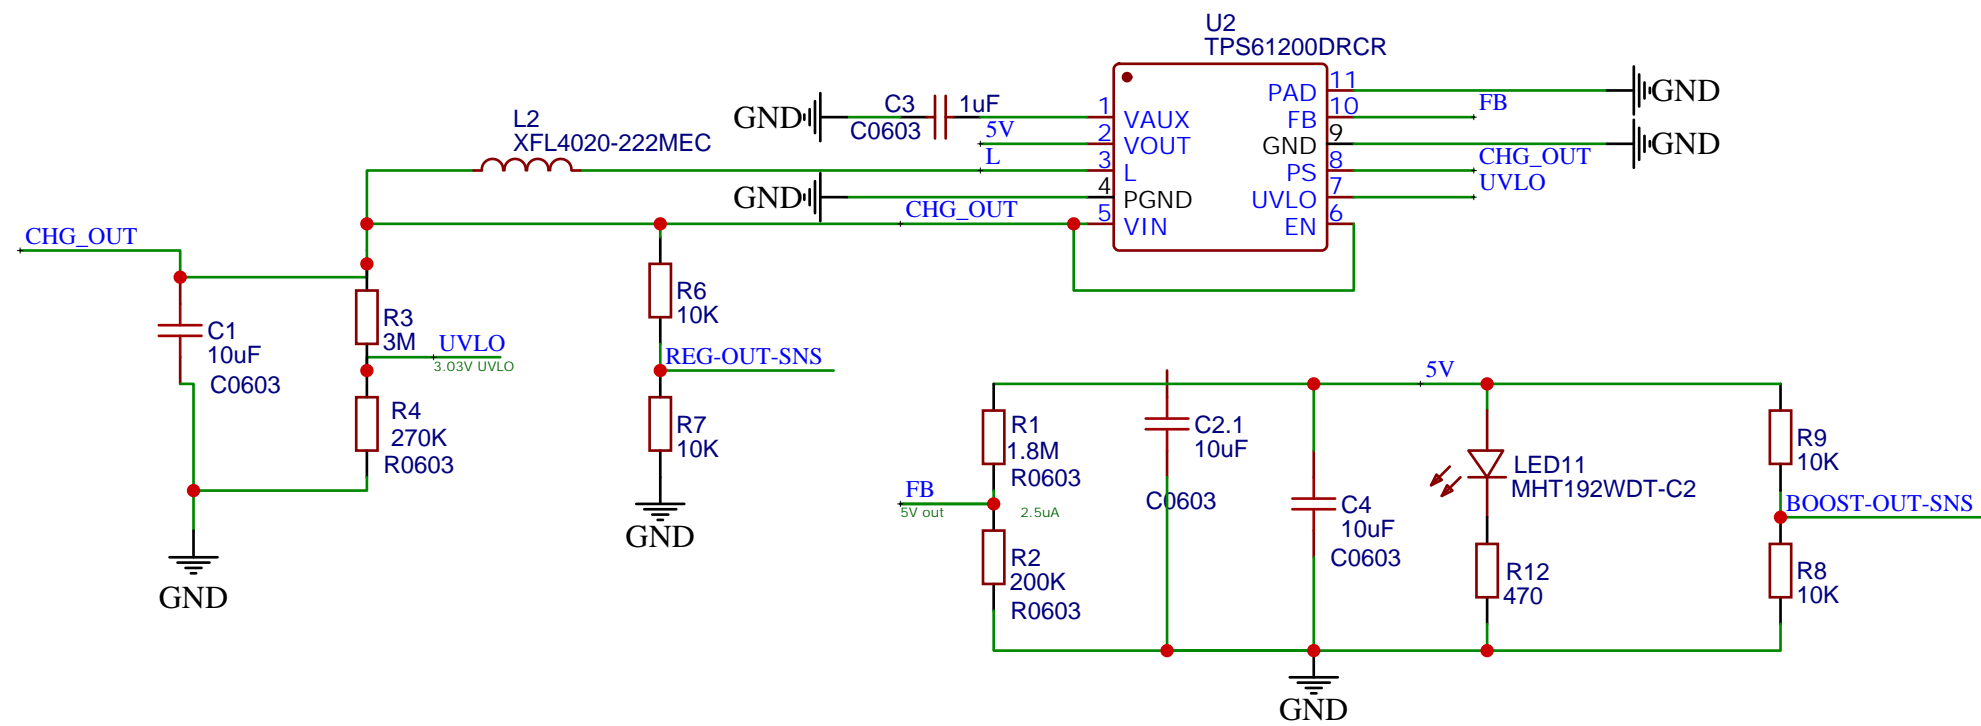 U2
TPS61200DRCR
GND
C3
1uF
C0603
5V
L
L2
XFL4020-222MEC
GND
CHG_OUT
1
2
3
4
5
VAUX
VOUT
L
PGND
VIN
PAD
FB
GND
PS
UVLO
EN
11
10
9
8
7
6
FB
CHG_OUT
UVLO
GND
GND
CHG_OUT
C1
10uF
C0603
R3
3M
UVLO
3.03V UVLO
R4
270K
R0603
GND
R6
10K
REG-OUT-SNS
R7
10K
GND
5V
R1
1.8M
R0603
FB
5V out
2.5uA
R2
200K
R0603
C2.1
10uF
C0603
C4
10uF
C0603
LED11
MHT192WDT-C2
R12
470
R9
10K
BOOST-OUT-SNS
R8
10K
GND